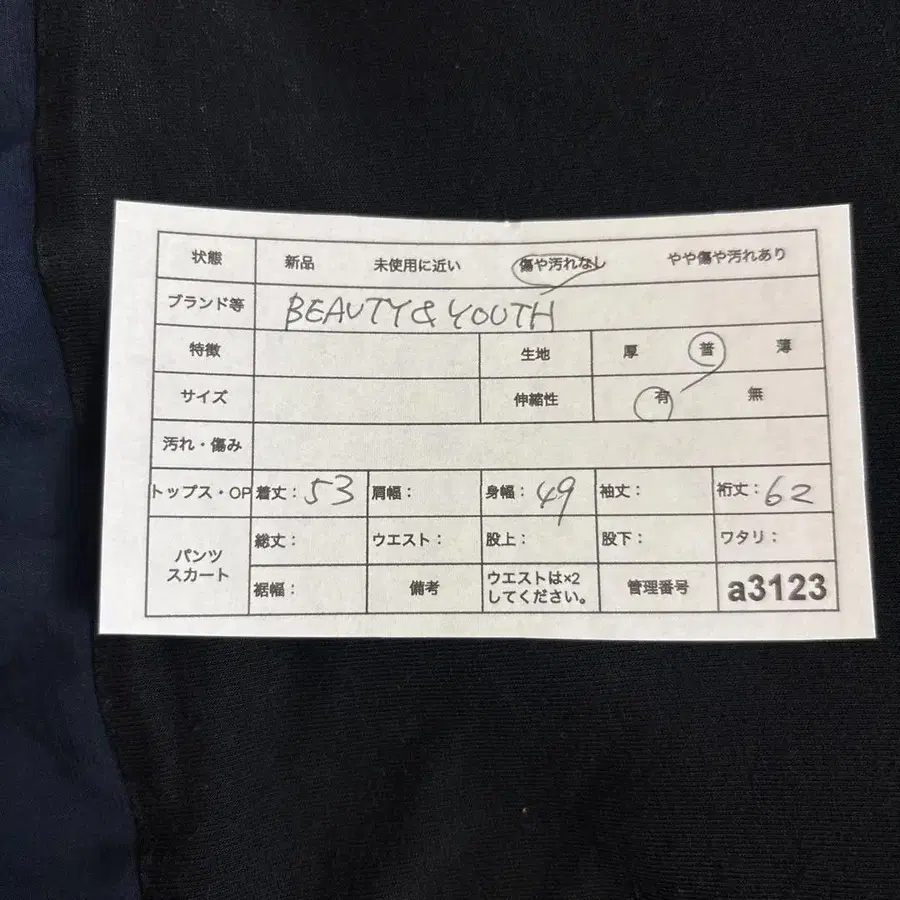 状態 新品 未使用に近い 傷や汚れなし やや傷や汚れあり
ブランド等 BEAUTY&YOUTH
特徴 生地 厚 普 薄
サイズ 伸縮性 有 無
汚れ・傷み
トップス・OP 着丈：53 肩幅： 身幅：49 袖丈： 裄丈：62
パンツ
スカート
総丈： ウエスト： 股上： 股下： ワタリ：
裾幅： 備考 ウエストは×2
してください。 管理番号 a3123